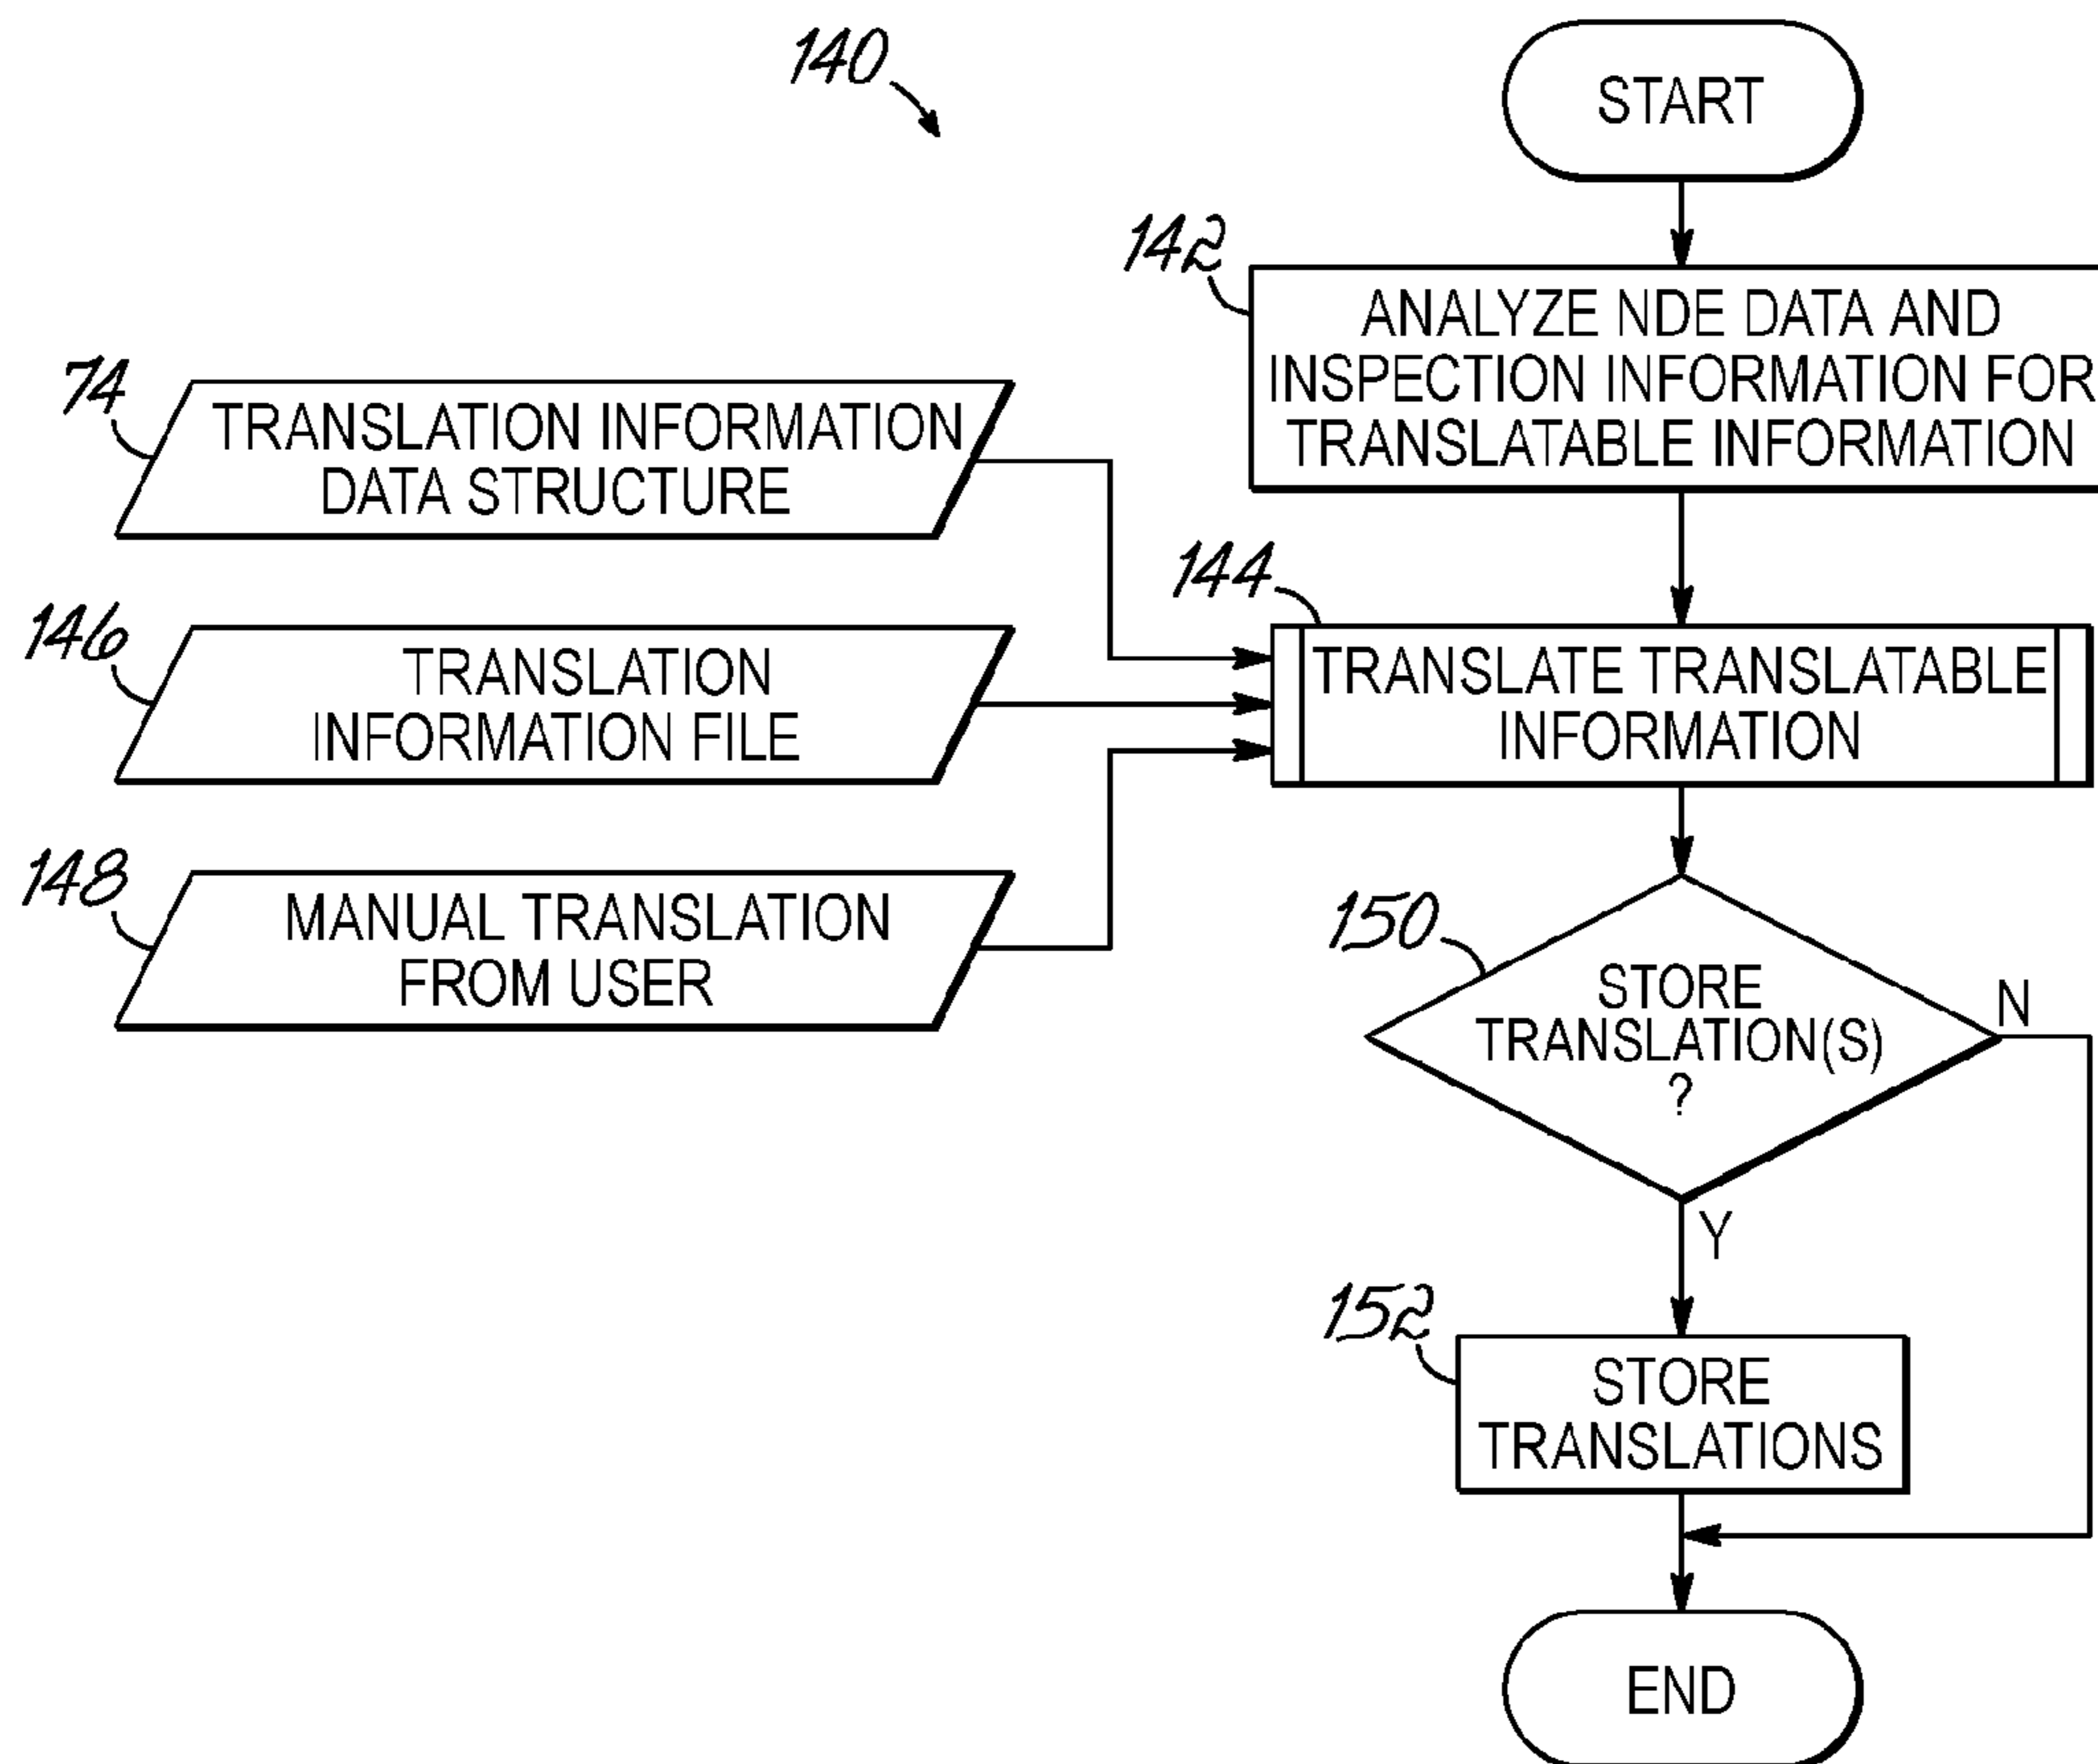 140
START
142
ANALYZE NDE DATA AND
INSPECTION INFORMATION FOR
TRANSLATABLE INFORMATION
74
TRANSLATION INFORMATION
DATA STRUCTURE
144
TRANSLATE TRANSLATABLE
INFORMATION
146
TRANSLATION
INFORMATION FILE
148
MANUAL TRANSLATION
FROM USER
150
STORE
TRANSLATION(S)
?
N
Y
152
STORE
TRANSLATIONS
END